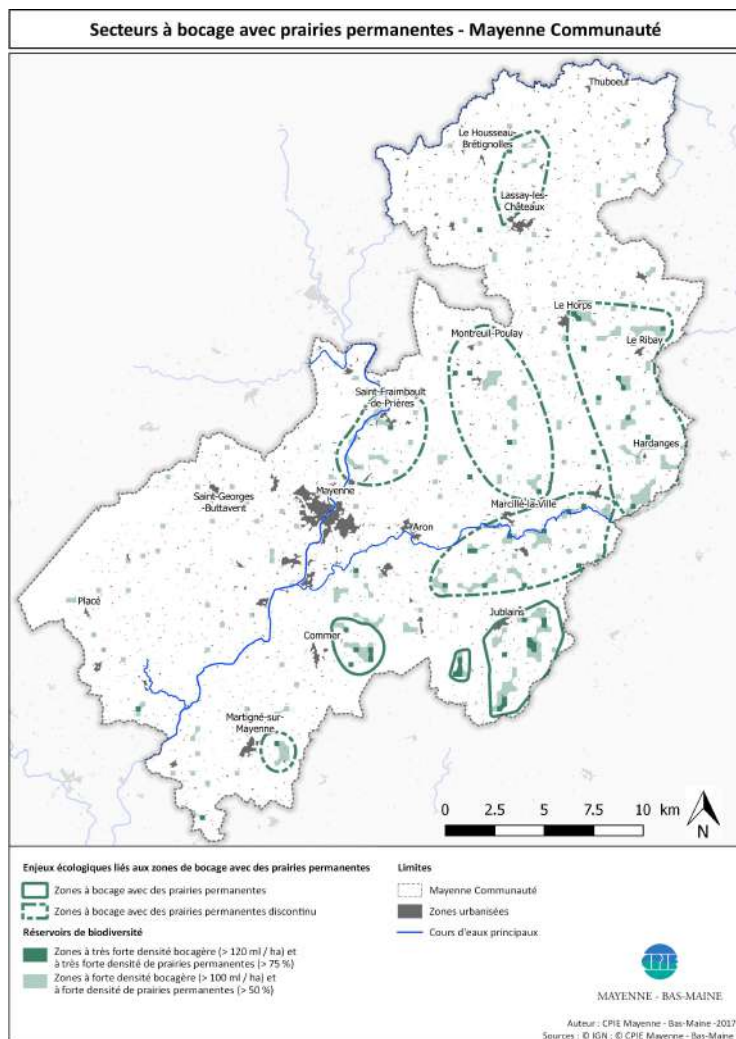 Secteurs à bocage avec prairies permanentes - Mayenne Communauté
Thuboeuf
Le Housseau-
Brétignolles
Lassay-les-
Châteaux
Le Horps
Montreuil-Poulay
Le Ribay
Saint-Fraimbault
-de-Prières
Hardanges
Saint-Georges
-Buttavent
Mayenne
Marcillé-la-Ville
Aron
Placé
Jublains
Commer
Martigné-sur-
Mayenne
0 2.5 5 7.5 10 km
N
Enjeux écologiques liés aux zones de bocage avec des prairies permanentes
Zones à bocage avec des prairies permanentes
Zones à bocage avec des prairies permanentes discontinu
Réservoirs de biodiversité
Zones à très forte densité bocagère (> 120 ml / ha) et
à très forte densité de prairies permanentes (> 75 %)
Zones à forte densité bocagère (> 100 ml / ha) et
à forte densité de prairies permanentes (> 50 %)
Limites
Mayenne Communauté
Zones urbanisées
Cours d'eaux principaux
CPIE
MAYENNE - BAS-MAINE
Auteur : CPIE Mayenne - Bas-Maine -2017
Sources : © IGN : © CPIE Mayenne - Bas-Maine